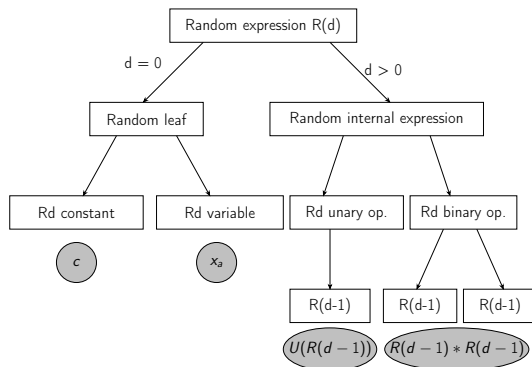 Random expression R(d)
d = 0
d > 0
Random leaf
Random internal expression
Rd constant
Rd variable
Rd unary op.
Rd binary op.
c
x_a
R(d-1)
R(d-1)
R(d-1)
U(R(d − 1))
R(d − 1) ∗ R(d − 1)